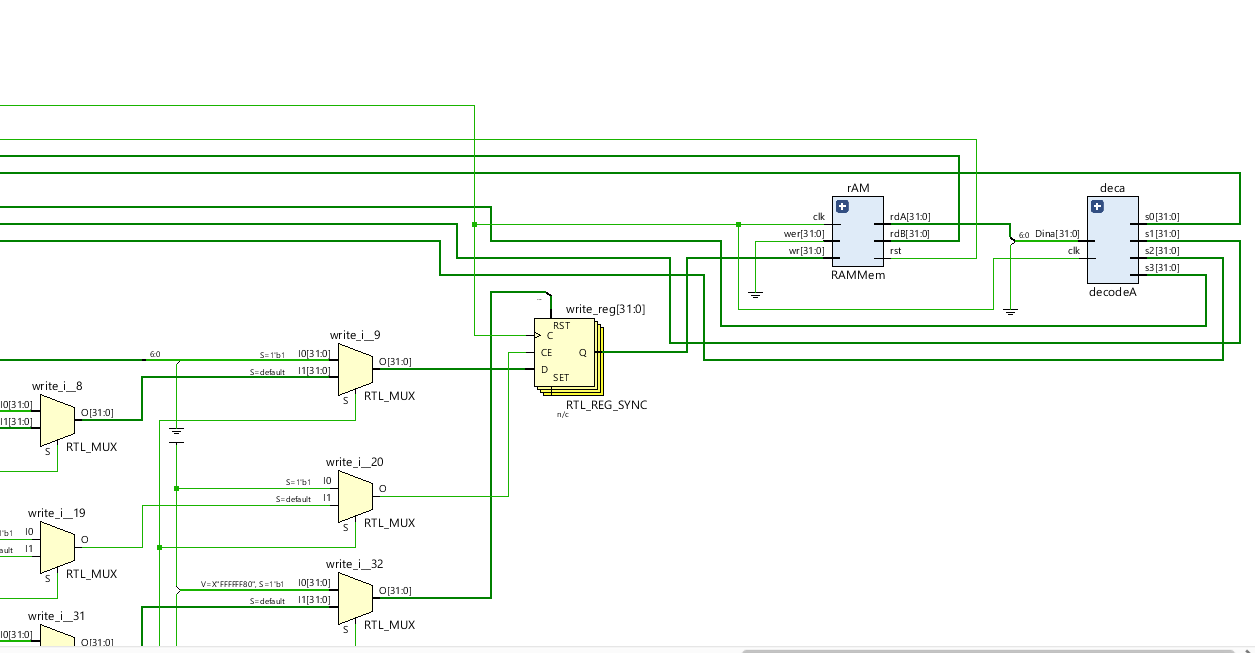 rAM
clk
wer[31:0]
wr[31:0]
rdA[31:0]
rdB[31:0]
rst
RAMMem
deca
6:0
Dina[31:0]
clk
s0[31:0]
s1[31:0]
s2[31:0]
s3[31:0]
decodeA
...
write_reg[31:0]
RST
C
CE
Q
D
SET
RTL_REG_SYNC
n/c
write_i__9
6:0
S=1'b1
I0[31:0]
S=default
I1[31:0]
O[31:0]
S
RTL_MUX
write_i__8
I0[31:0]
I1[31:0]
O[31:0]
S
RTL_MUX
write_i__20
S=1'b1
I0
S=default
I1
O
S
RTL_MUX
write_i__19
'b1
I0
ault
I1
O
S
RTL_MUX
write_i__32
V=X"FFFFFF80", S=1'b1
I0[31:0]
S=default
I1[31:0]
O[31:0]
S
RTL_MUX
write_i__31
I0[31:0]
O[31:0]